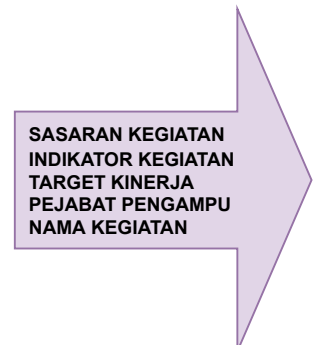 SASARAN KEGIATAN
INDIKATOR KEGIATAN
TARGET KINERJA
PEJABAT PENGAMPU
NAMA KEGIATAN